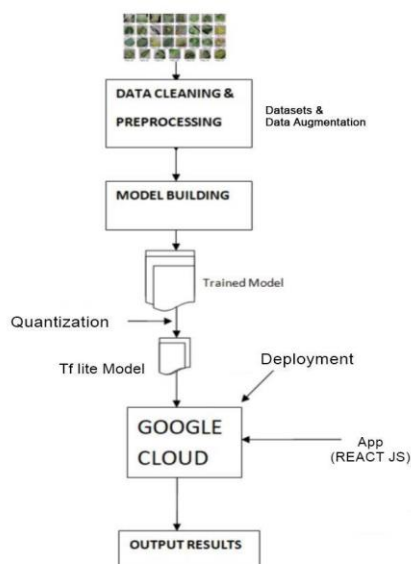 DATA CLEANING &
PREPROCESSING
Datasets &
Data Augmentation
MODEL BUILDING
Trained Model
Quantization
Tf lite Model
Deployment
GOOGLE
CLOUD
App
(REACT JS)
OUTPUT RESULTS